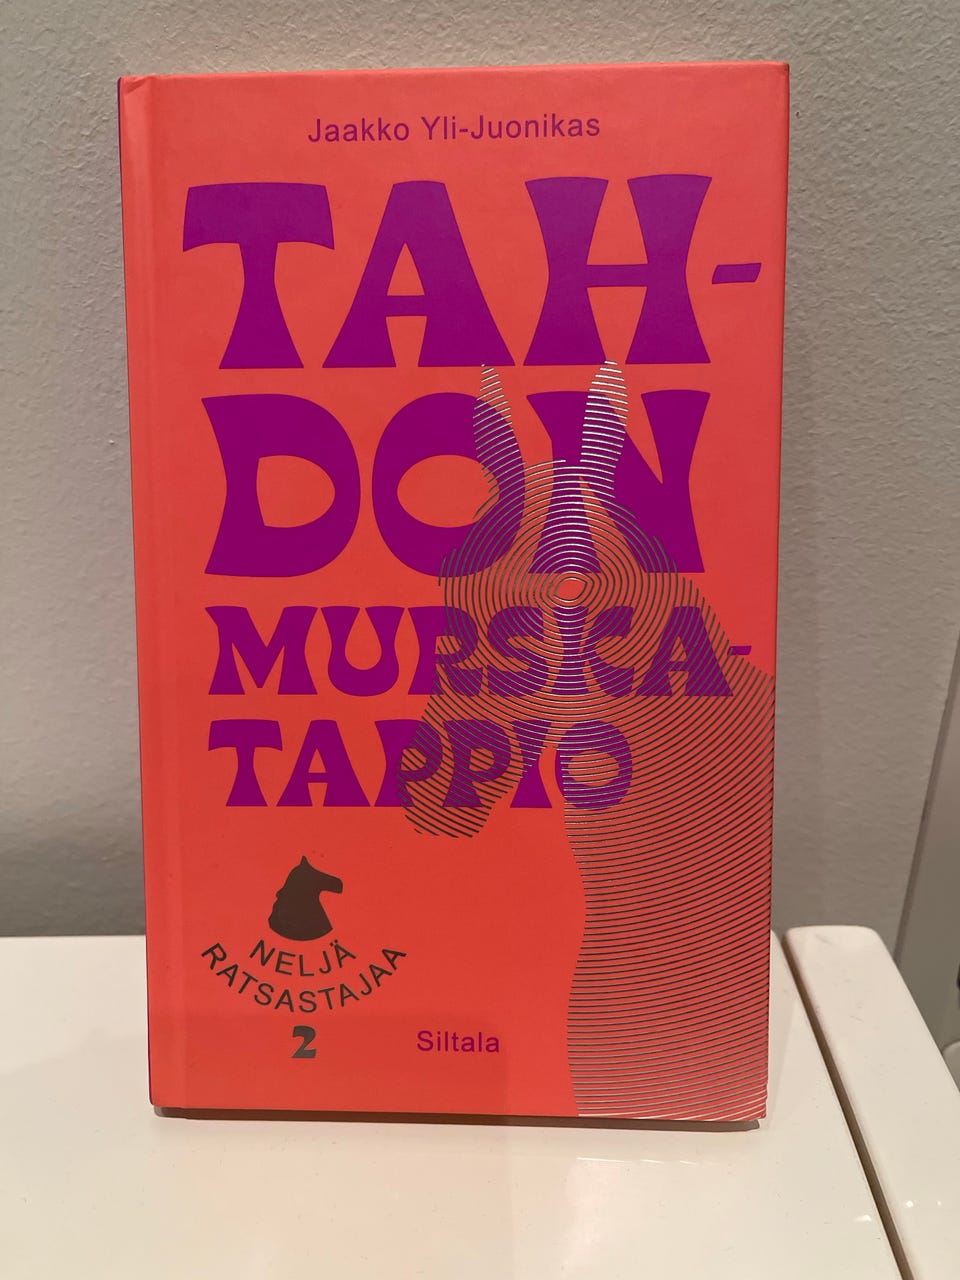 Jaakko Yli-Juonikas
TAH-
DON
MURSKA-
TAPPIO
NELJÄ
RATSASTAJAA
2
Siltala